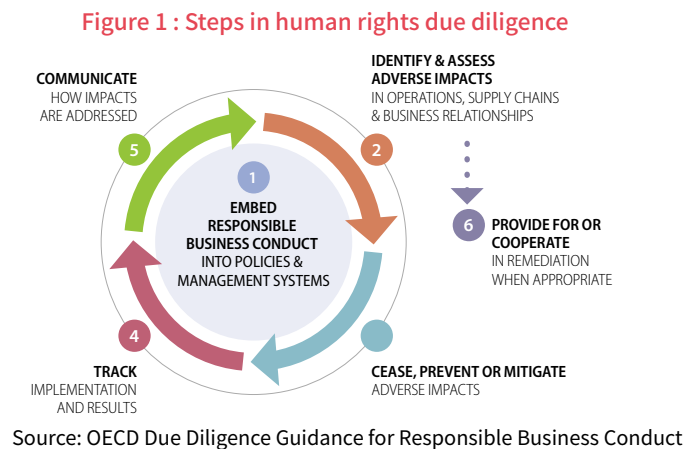 Figure 1 : Steps in human rights due diligence
1
EMBED
RESPONSIBLE
BUSINESS CONDUCT
INTO POLICIES &
MANAGEMENT SYSTEMS
2
IDENTIFY & ASSESS
ADVERSE IMPACTS
IN OPERATIONS, SUPPLY CHAINS
& BUSINESS RELATIONSHIPS
CEASE, PREVENT OR MITIGATE
ADVERSE IMPACTS
4
TRACK
IMPLEMENTATION
AND RESULTS
5
COMMUNICATE
HOW IMPACTS
ARE ADDRESSED
6
PROVIDE FOR OR
COOPERATE
IN REMEDIATION
WHEN APPROPRIATE
Source: OECD Due Diligence Guidance for Responsible Business Conduct